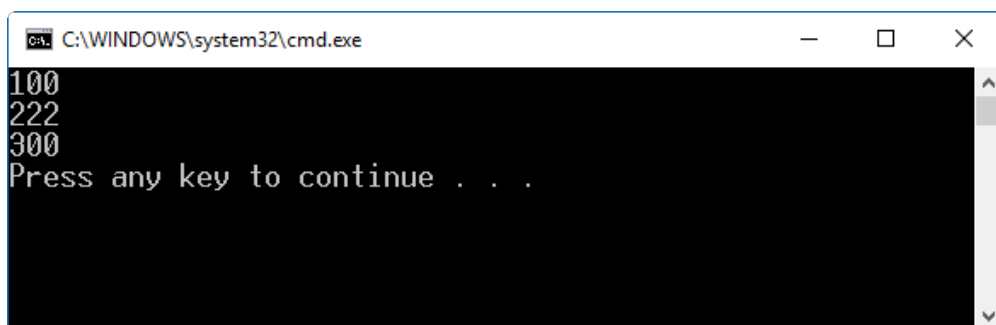 C:\WINDOWS\system32\cmd.exe
100
222
300
Press any key to continue . . .